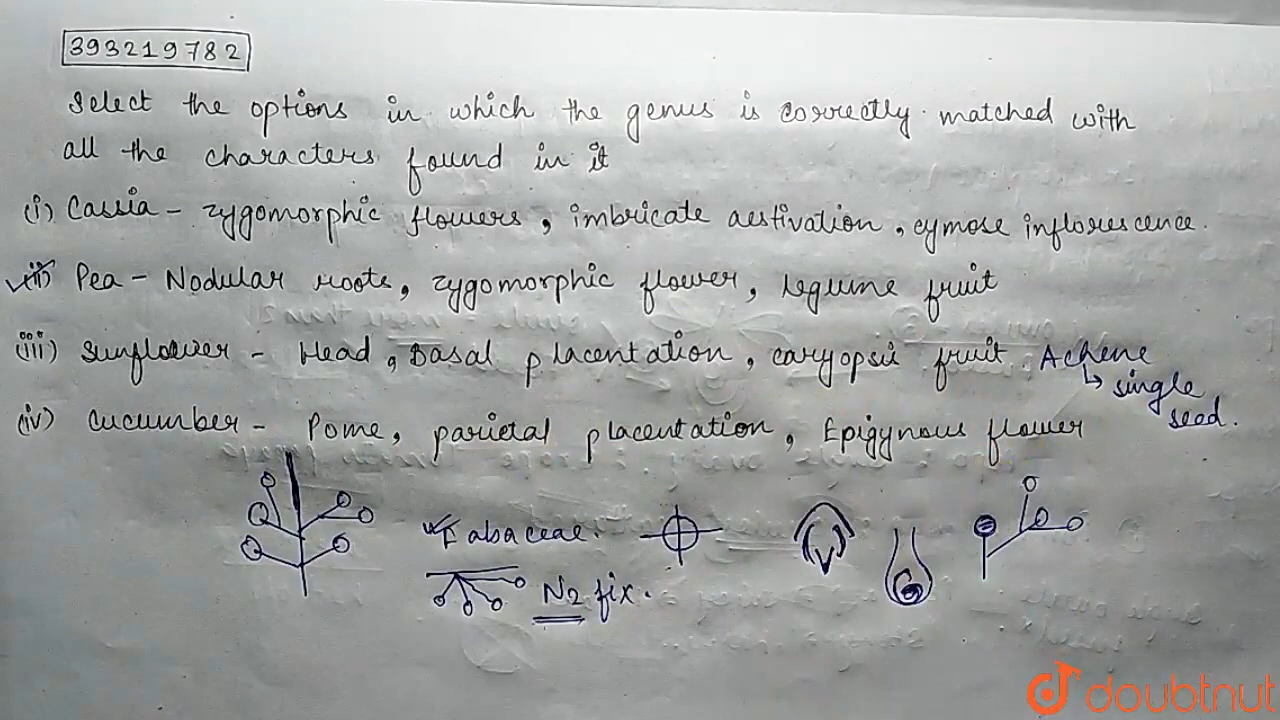 393219782
Select the options in which the genus is correctly matched with
all the characters found in it
(i) Cassia - zygomorphic flowers, imbricate aestivation, cymose inflorescence.
(ii) Pea - Nodular roots, zygomorphic flower, legume fruit
(iii) Sunflower - Head, Basal placentation, caryopsis fruit Achene
↳ single
seed.
(iv) Cucumber - Pome, parietal placentation, Epigynous flower
Fabaceae.
N2 fix.
doubtnut